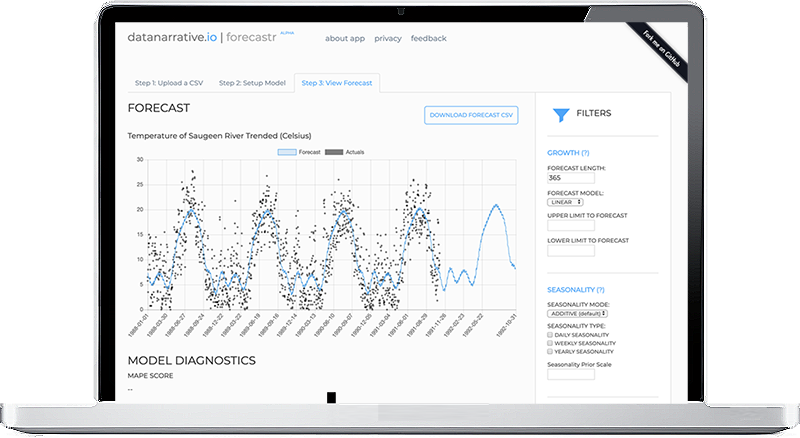 datanarrative.io | forecastr ALPHA
about app privacy feedback
Fork me on GitHub
Step 1: Upload a CSV Step 2: Setup Model Step 3: View Forecast
FORECAST
DOWNLOAD FORECAST CSV
Temperature of Saugeen River Trended (Celsius)
Forecast Actuals
30
25
20
15
10
5
0
1988-01-01 1988-03-30 1988-06-27 1988-09-24 1988-12-22 1989-03-22 1989-06-19 1989-09-16 1989-12-14 1990-03-13 1990-06-10 1990-09-07 1990-12-05 1991-03-04 1991-06-01 1991-08-29 1991-11-26 1992-02-23 1992-05-22 1992-10-31
MODEL DIAGNOSTICS
MAPE SCORE
--
FILTERS
GROWTH (?)
FORECAST LENGTH:
365
FORECAST MODEL:
LINEAR
UPPER LIMIT TO FORECAST
LOWER LIMIT TO FORECAST
SEASONALITY (?)
SEASONALITY MODE:
ADDITIVE (default)
SEASONALITY TYPE:
DAILY SEASONALITY
WEEKLY SEASONALITY
YEARLY SEASONALITY
Seasonality Prior Scale